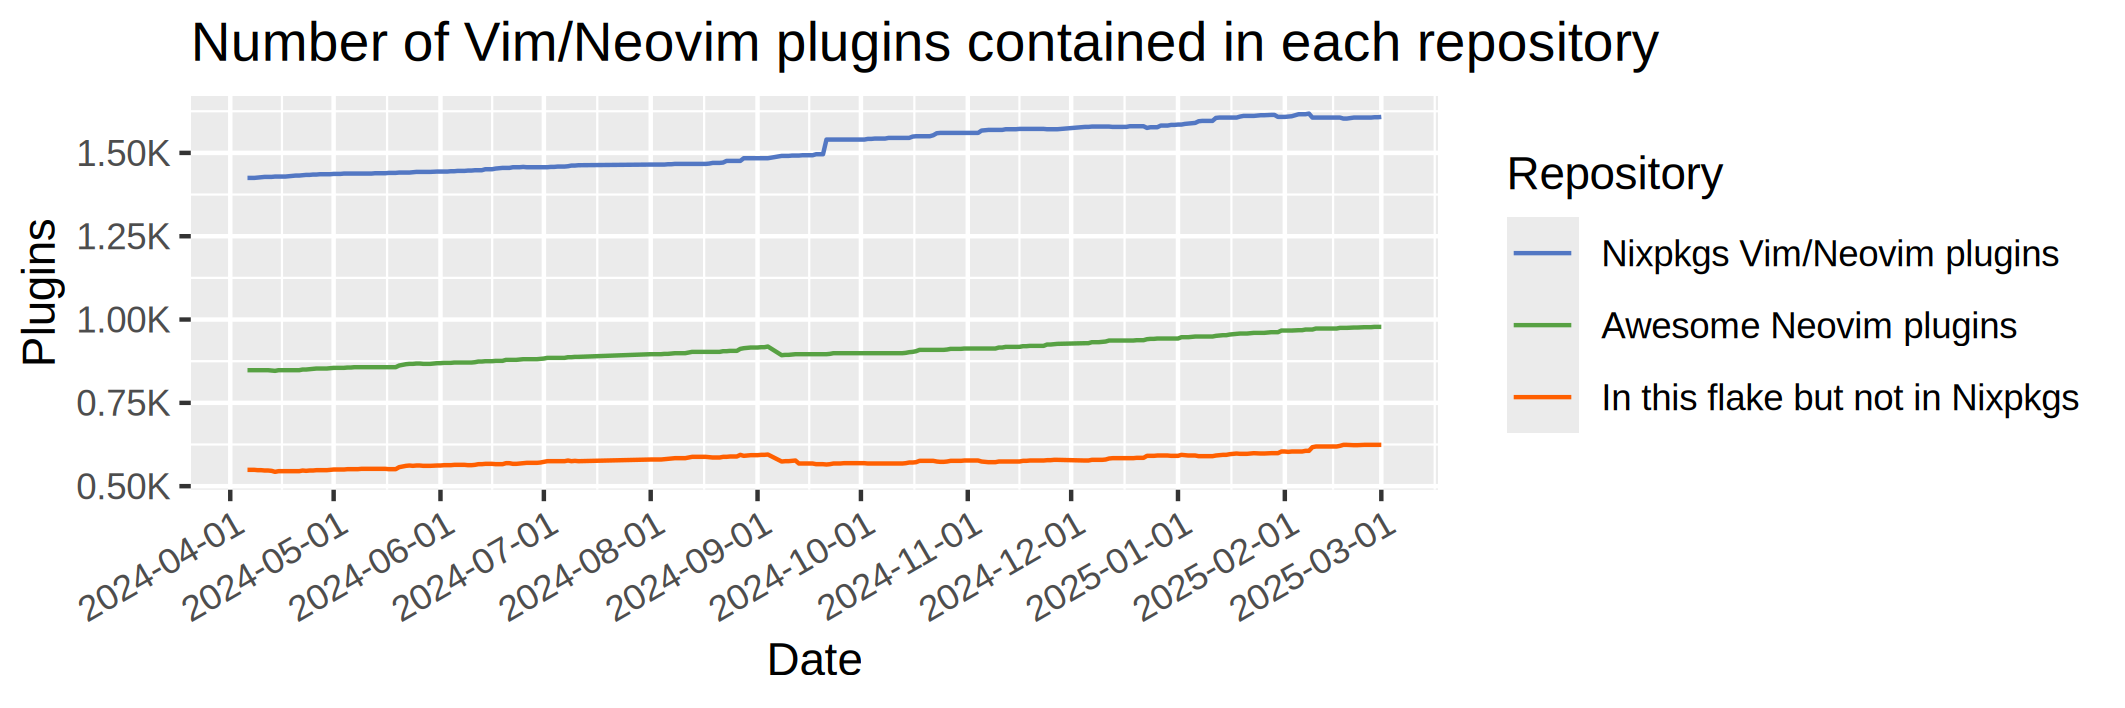 Number of Vim/Neovim plugins contained in each repository
Plugins
1.50K
1.25K
1.00K
0.75K
0.50K
2024-04-01
2024-05-01
2024-06-01
2024-07-01
2024-08-01
2024-09-01
2024-10-01
2024-11-01
2024-12-01
2025-01-01
2025-02-01
2025-03-01
Date
Repository
Nixpkgs Vim/Neovim plugins
Awesome Neovim plugins
In this flake but not in Nixpkgs